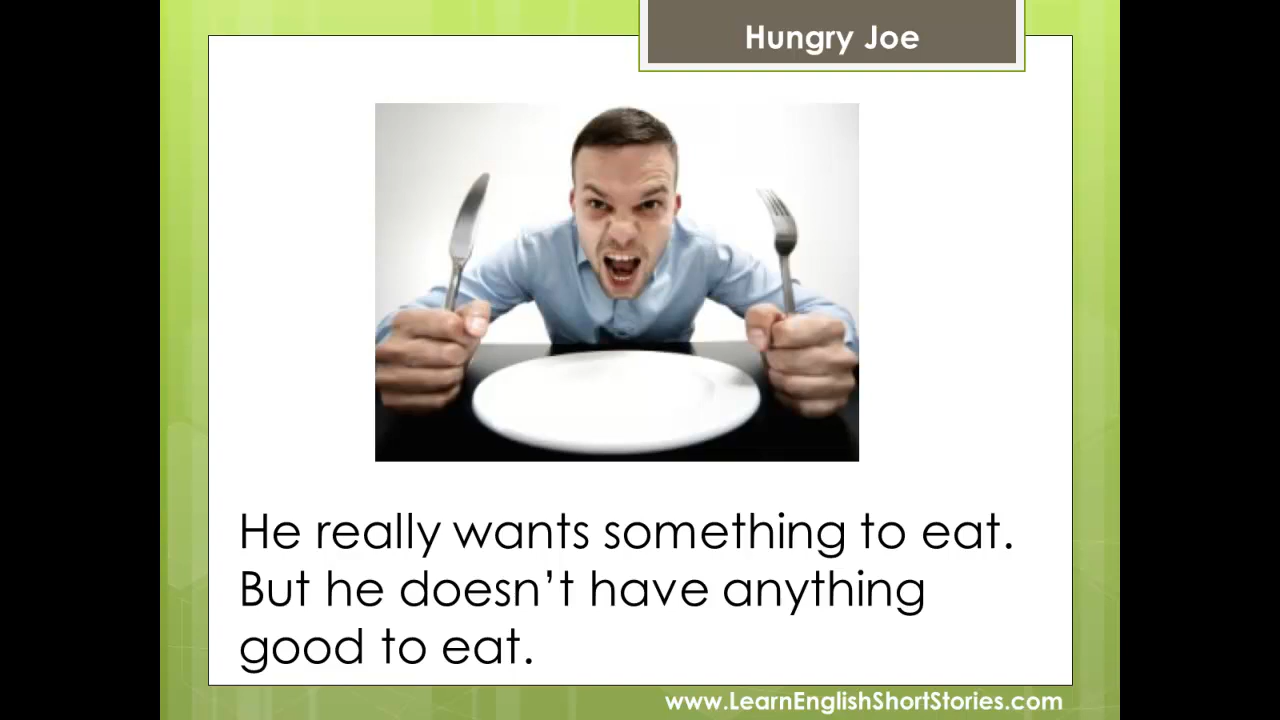 Hungry Joe
He really wants something to eat.
But he doesn’t have anything
good to eat.
www.LearnEnglishShortStories.com